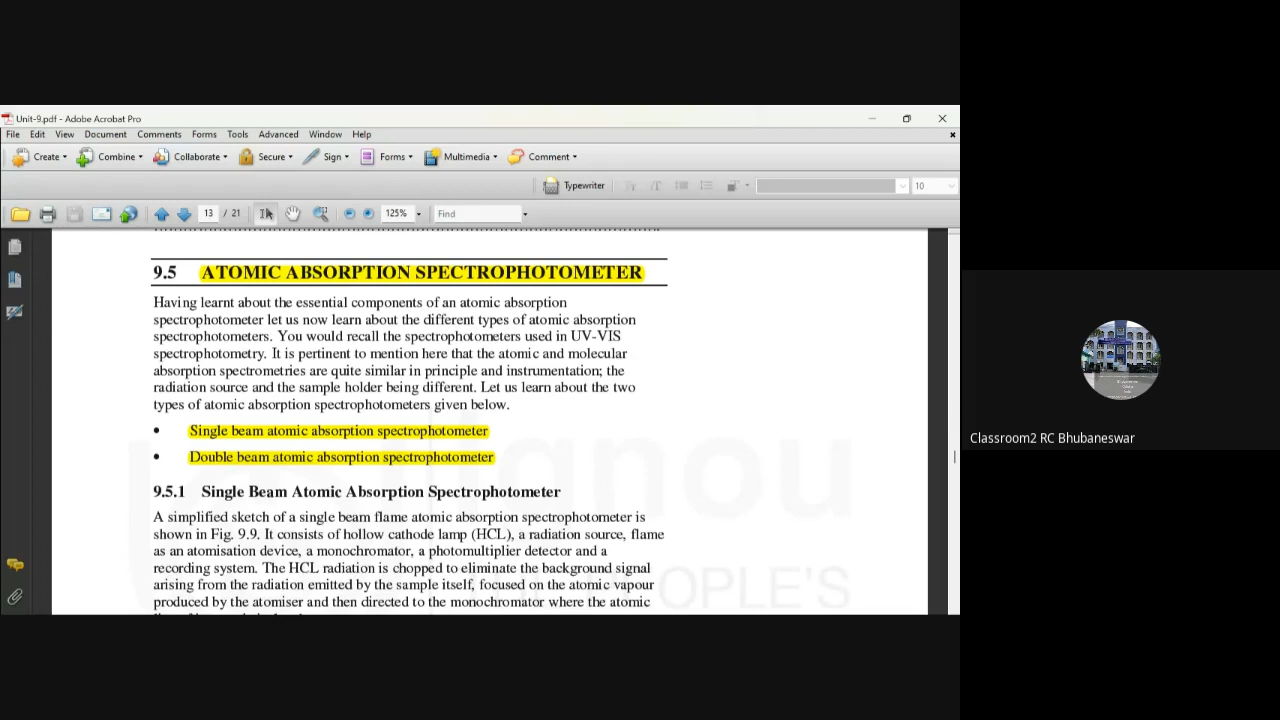 Unit-9.pdf - Adobe Acrobat Pro
File Edit View Document Comments Forms Tools Advanced Window Help
Create Combine Collaborate Secure Sign Forms Multimedia Comment
Typewriter 10
13 / 21 125% Find
9.5 ATOMIC ABSORPTION SPECTROPHOTOMETER
Having learnt about the essential components of an atomic absorption
spectrophotometer let us now learn about the different types of atomic absorption
spectrophotometers. You would recall the spectrophotometers used in UV-VIS
spectrophotometry. It is pertinent to mention here that the atomic and molecular
absorption spectrometries are quite similar in principle and instrumentation; the
radiation source and the sample holder being different. Let us learn about the two
types of atomic absorption spectrophotometers given below.
• Single beam atomic absorption spectrophotometer
• Double beam atomic absorption spectrophotometer
9.5.1 Single Beam Atomic Absorption Spectrophotometer
A simplified sketch of a single beam flame atomic absorption spectrophotometer is
shown in Fig. 9.9. It consists of hollow cathode lamp (HCL), a radiation source, flame
as an atomisation device, a monochromator, a photomultiplier detector and a
recording system. The HCL radiation is chopped to eliminate the background signal
arising from the radiation emitted by the sample itself, focused on the atomic vapour
produced by the atomiser and then directed to the monochromator where the atomic
PEOPLE'S
Classroom2 RC Bhubaneswar